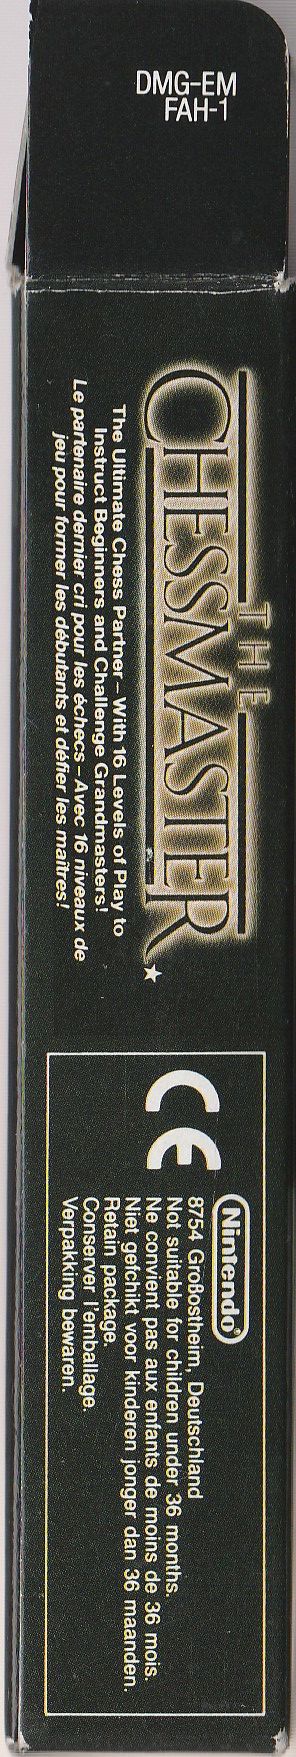 DMG-EM
FAH-1
THE
CHESSMASTER
The Ultimate Chess Partner – With 16 Levels of Play to
Instruct Beginners and Challenge Grandmasters!
Le partenaire dernier cri pour les échecs – Avec 16 niveaux de
jeu pour former les débutants et défier les maîtres!
CE
Nintendo®
8754 Großostheim, Deutschland
Not suitable for children under 36 months.
Ne convient pas aux enfants de moins de 36 mois.
Niet gefchikt voor kinderen jonger dan 36 maanden.
Retain package.
Conserver l'emballage.
Verpakking bewaren.